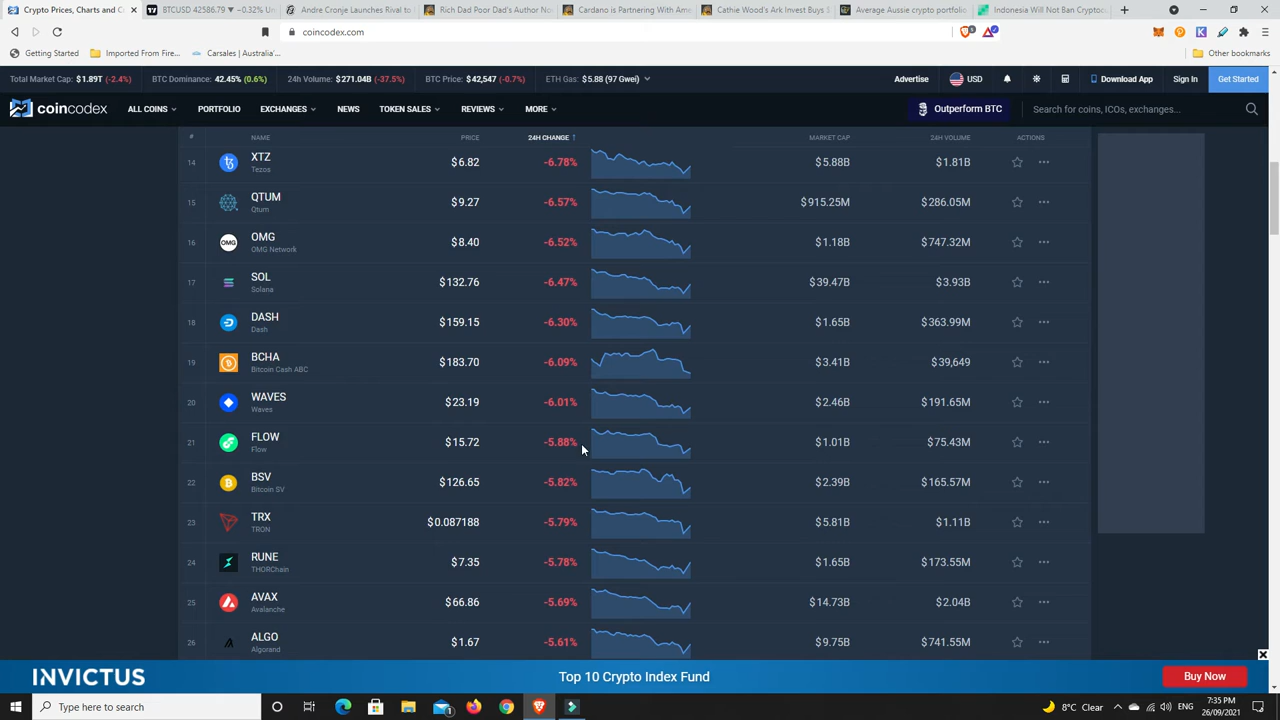 Crypto Prices, Charts and Cr
BTCUSD 42586.79 −0.32% Un
Andre Cronje Launches Rival to
Rich Dad Poor Dad's Author No
Cardano is Partnering With Ame
Cathie Wood's Ark Invest Buys S
Average Aussie crypto portfolio
Indonesia Will Not Ban Cryptoc
coincodex.com
Getting Started
Imported From Firef...
Carsales | Australia'...
Other bookmarks
Total Market Cap: $1.89T (-2.4%)
BTC Dominance: 42.45% (0.6%)
24h Volume: $271.04B (-37.5%)
BTC Price: $42,547 (-0.7%)
ETH Gas: $5.88 (97 Gwei)
Advertise
USD
Download App
Sign In
Get Started
coincodex
ALL COINS
PORTFOLIO
EXCHANGES
NEWS
TOKEN SALES
REVIEWS
MORE
Outperform BTC
Search for coins, ICOs, exchanges...
# NAME PRICE 24H CHANGE ↑ MARKET CAP 24H VOLUME ACTIONS
14 XTZ $6.82 -6.78% $5.88B $1.81B
Tezos
15 QTUM $9.27 -6.57% $915.25M $286.05M
Qtum
16 OMG $8.40 -6.52% $1.18B $747.32M
OMG Network
OMG
17 SOL $132.76 -6.47% $39.47B $3.93B
Solana
18 DASH $159.15 -6.30% $1.65B $363.99M
Dash
19 BCHA $183.70 -6.09% $3.41B $39,649
Bitcoin Cash ABC
20 WAVES $23.19 -6.01% $2.46B $191.65M
Waves
21 FLOW $15.72 -5.88% $1.01B $75.43M
Flow
22 BSV $126.65 -5.82% $2.39B $165.57M
Bitcoin SV
23 TRX $0.087188 -5.79% $5.81B $1.11B
TRON
24 RUNE $7.35 -5.78% $1.65B $173.55M
THORChain
25 AVAX $66.86 -5.69% $14.73B $2.04B
Avalanche
26 ALGO $1.67 -5.61% $9.75B $741.55M
Algorand
INVICTUS
Top 10 Crypto Index Fund
Buy Now
Type here to search
8°C Clear
7:35 PM
26/09/2021